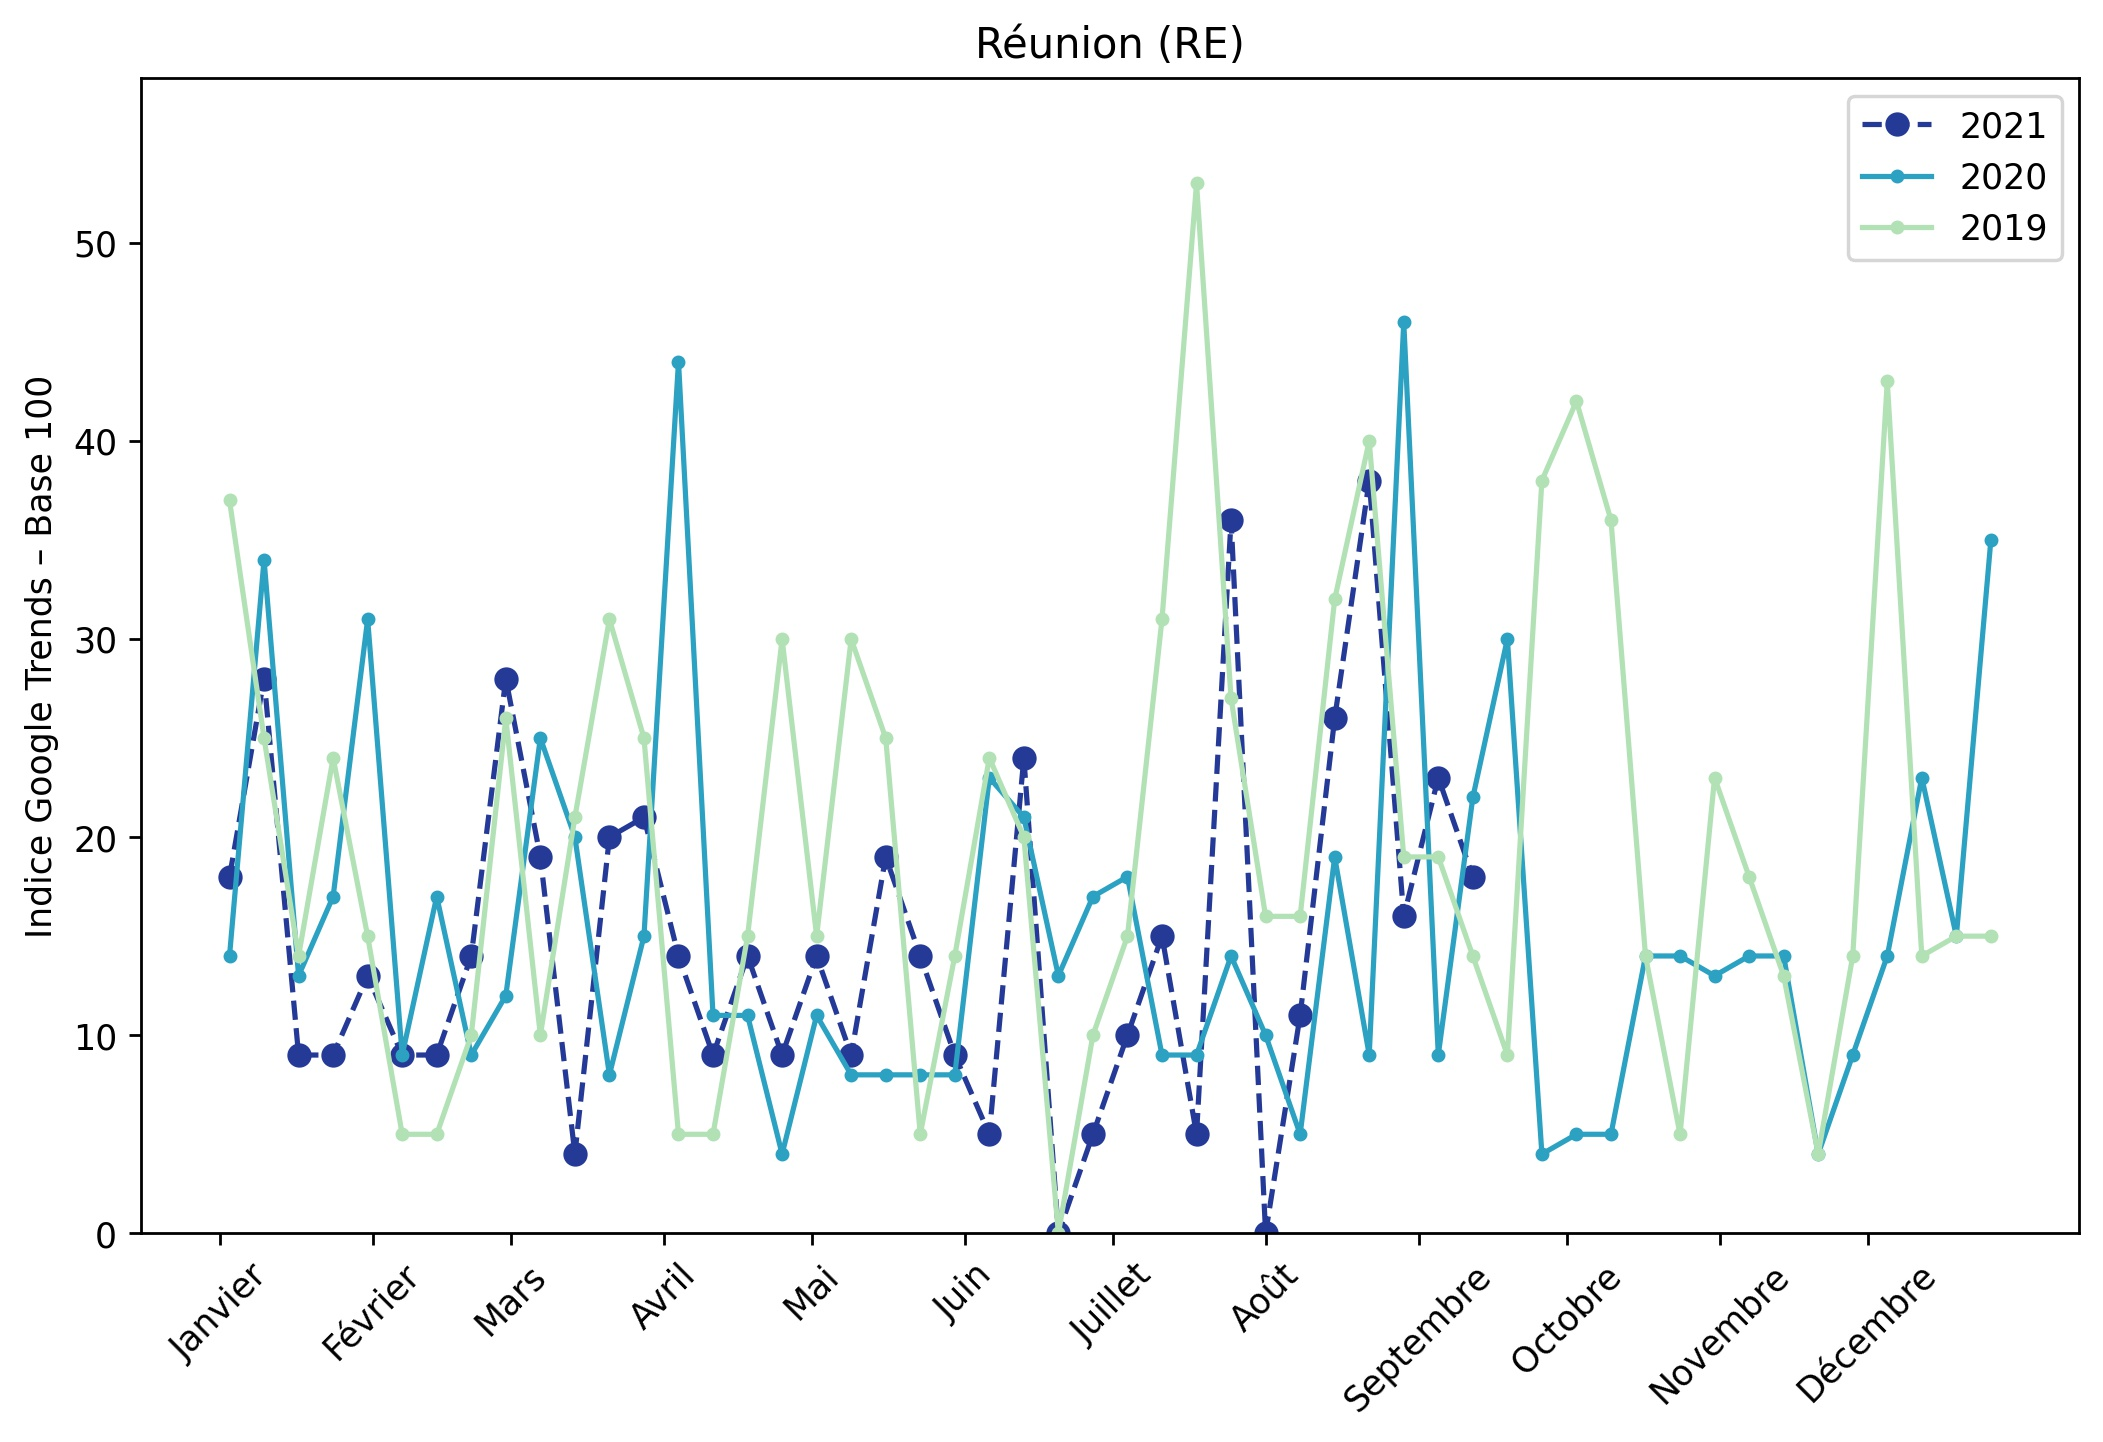 Réunion (RE)
Indice Google Trends – Base 100
50
40
30
20
10
0
2021
2020
2019
Janvier
Février
Mars
Avril
Mai
Juin
Juillet
Août
Septembre
Octobre
Novembre
Décembre